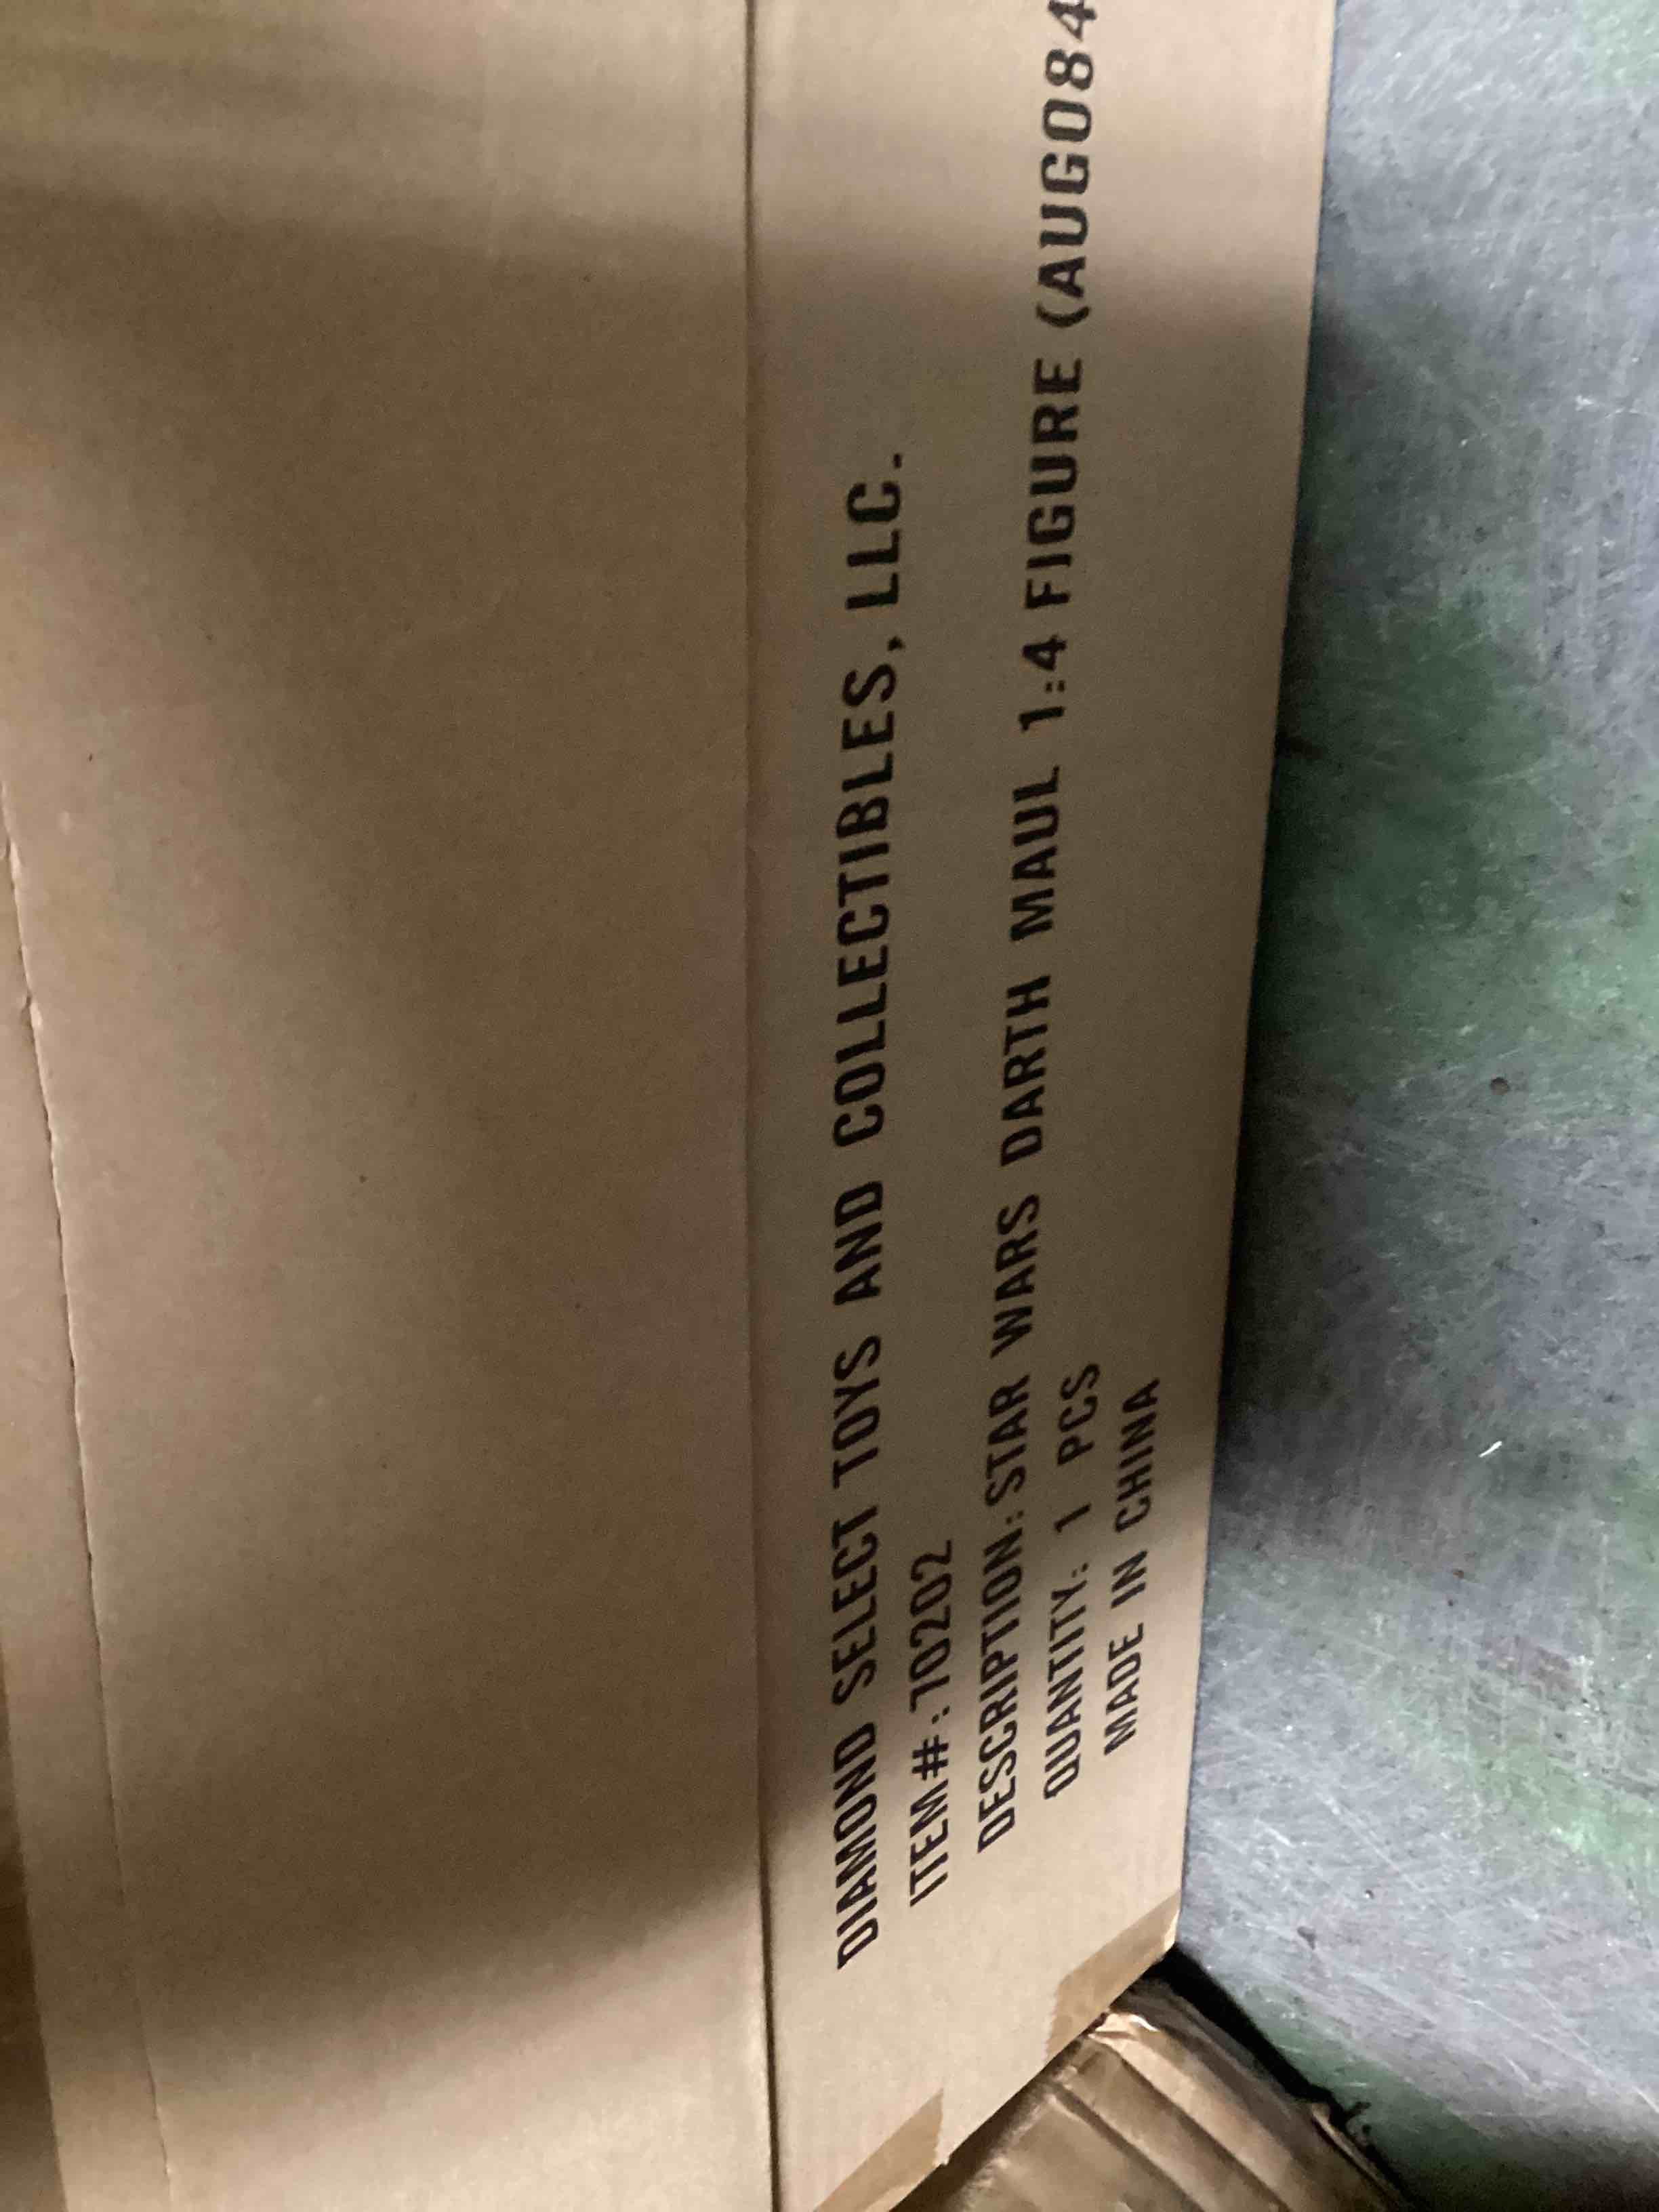 DIAMOND SELECT TOYS AND COLLECTIBLES, LLC.
ITEM#:70202
DESCRIPTION: STAR WARS DARTH MAUL 1:4 FIGURE (AUG084
QUANTITY: 1 PCS
MADE IN CHINA